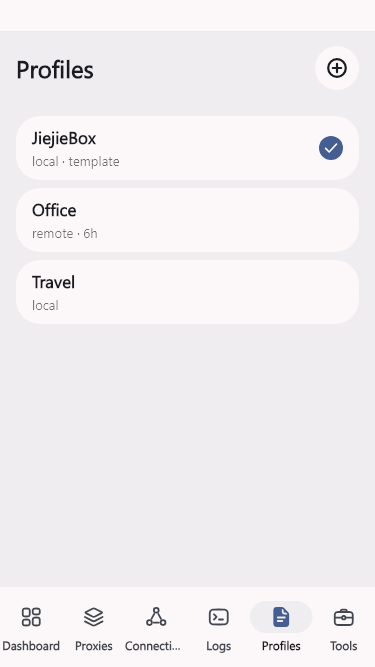 Profiles
JiejieBox
local · template
Office
remote · 6h
Travel
local
Dashboard
Proxies
Connecti...
Logs
Profiles
Tools